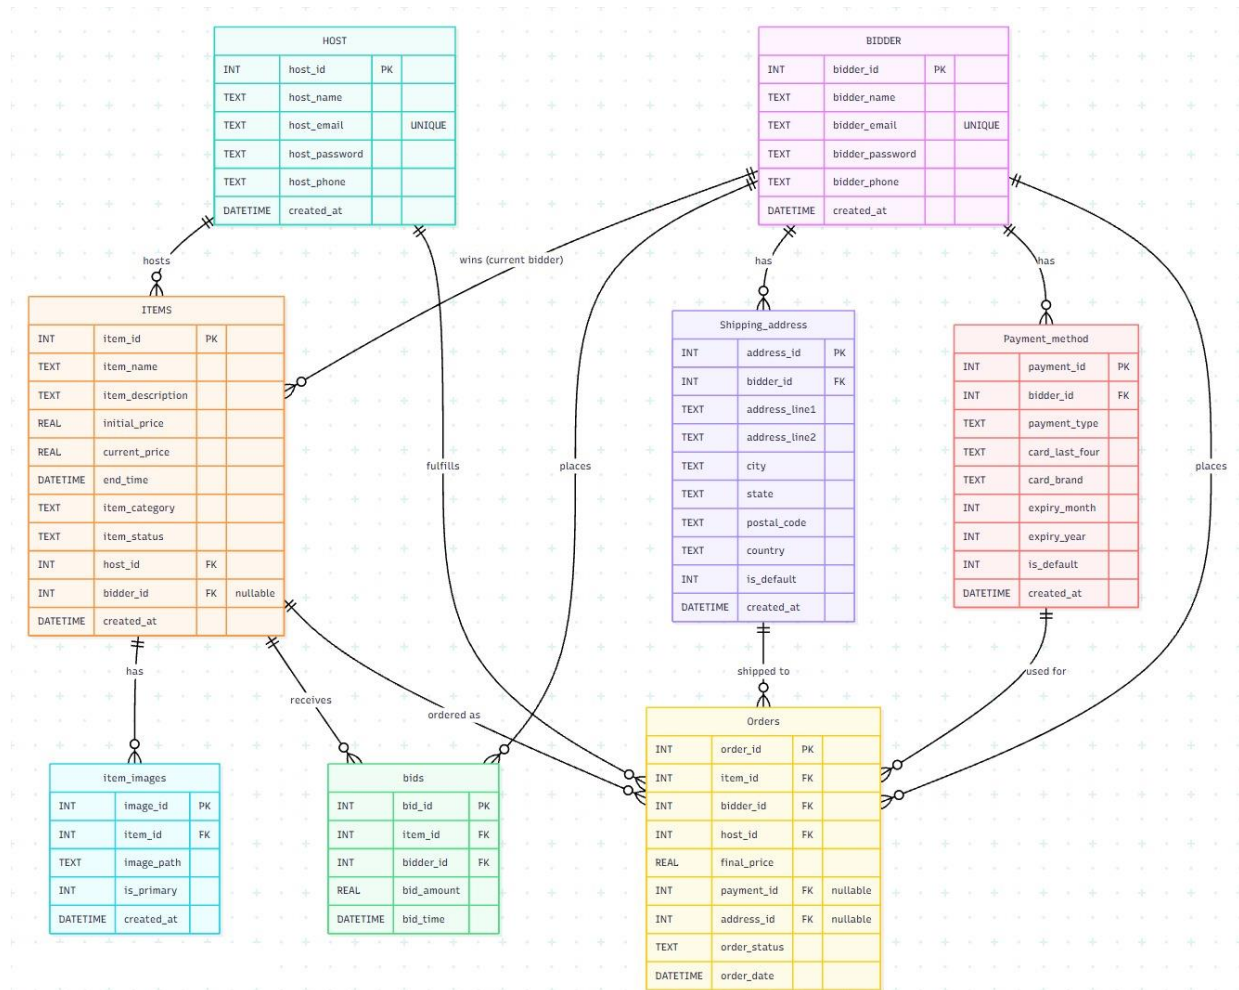 HOST
INT host_id PK
TEXT host_name
TEXT host_email UNIQUE
TEXT host_password
TEXT host_phone
DATETIME created_at
BIDDER
INT bidder_id PK
TEXT bidder_name
TEXT bidder_email UNIQUE
TEXT bidder_password
TEXT bidder_phone
DATETIME created_at
hosts
wins (current bidder)
has
has
ITEMS
INT item_id PK
TEXT item_name
TEXT item_description
REAL initial_price
REAL current_price
DATETIME end_time
TEXT item_category
TEXT item_status
INT host_id FK
INT bidder_id FK nullable
DATETIME created_at
fulfills
places
Shipping_address
INT address_id PK
INT bidder_id FK
TEXT address_line1
TEXT address_line2
TEXT city
TEXT state
TEXT postal_code
TEXT country
INT is_default
DATETIME created_at
Payment_method
INT payment_id PK
INT bidder_id FK
TEXT payment_type
TEXT card_last_four
TEXT card_brand
INT expiry_month
INT expiry_year
INT is_default
DATETIME created_at
places
has
receives
ordered as
shipped to
used for
item_images
INT image_id PK
INT item_id FK
TEXT image_path
INT is_primary
DATETIME created_at
bids
INT bid_id PK
INT item_id FK
INT bidder_id FK
REAL bid_amount
DATETIME bid_time
Orders
INT order_id PK
INT item_id FK
INT bidder_id FK
INT host_id FK
REAL final_price
INT payment_id FK nullable
INT address_id FK nullable
TEXT order_status
DATETIME order_date